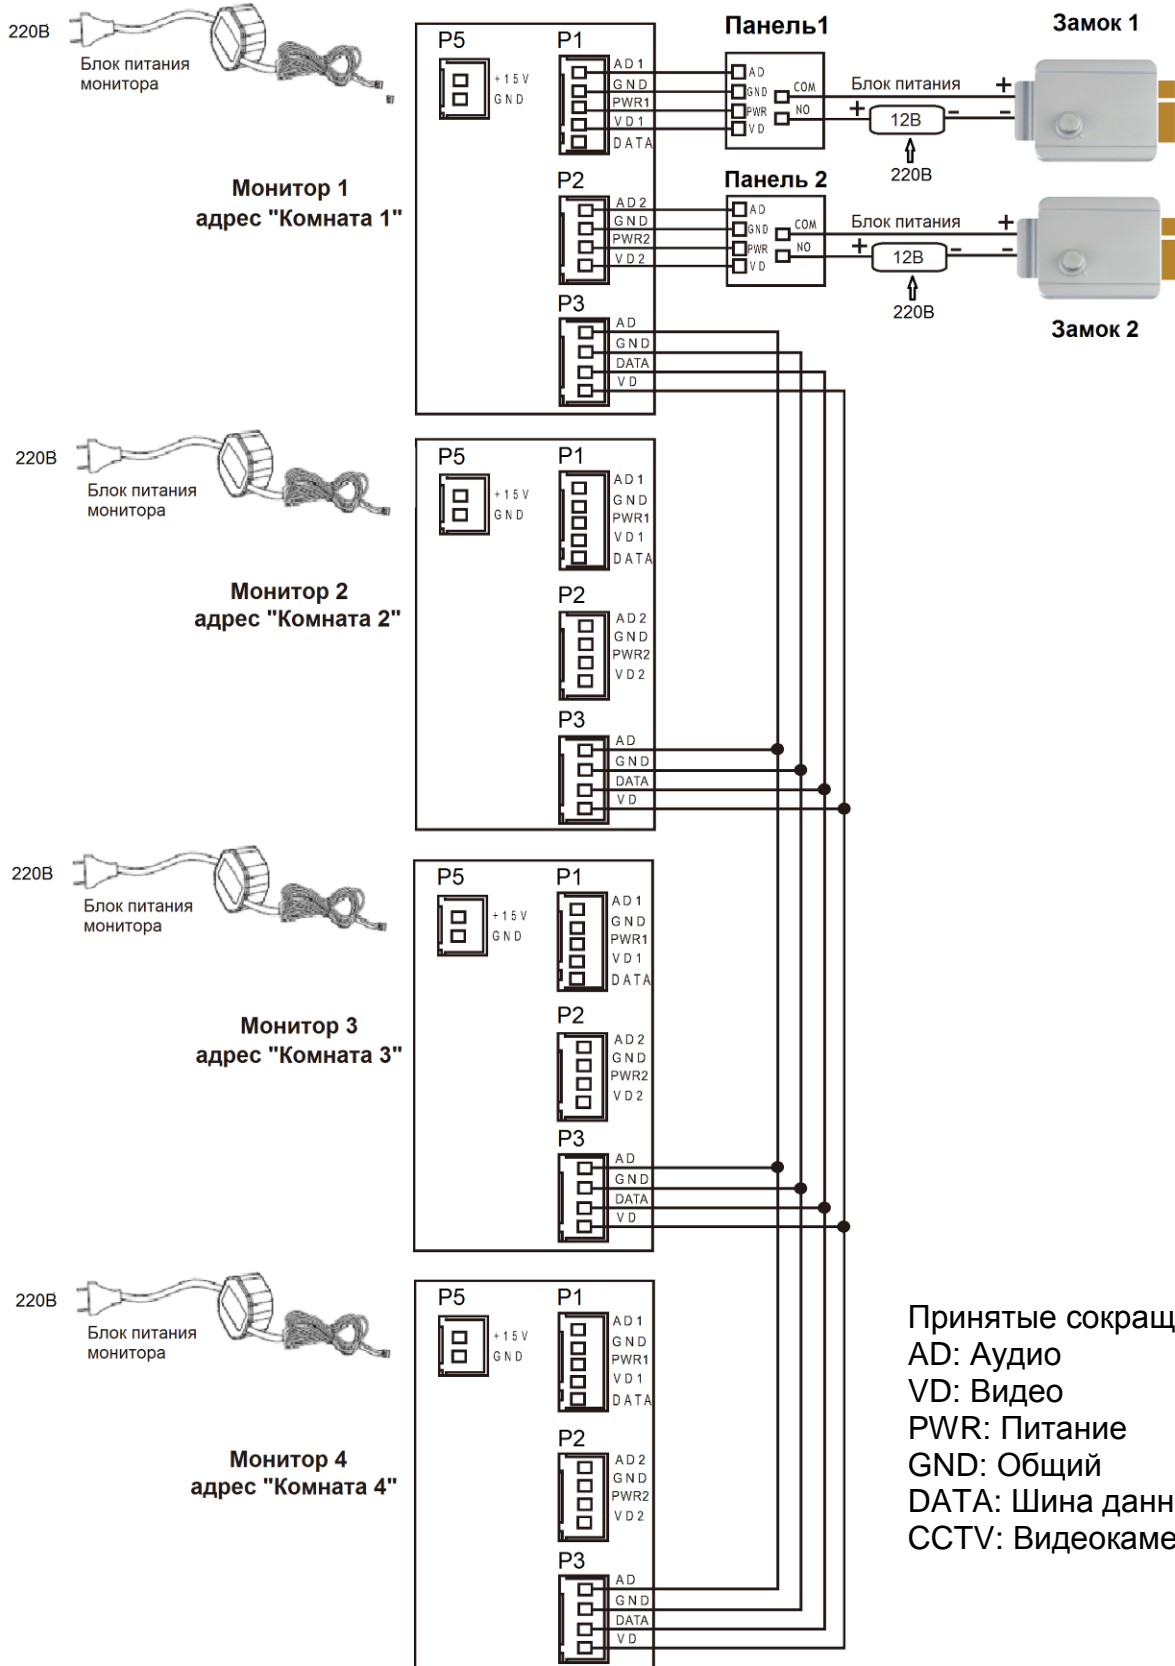 220В
Блок питания
монитора
Монитор 1
адрес "Комната 1"
P5
+15V
GND
P1
AD1
GND
PWR1
VD1
DATA
P2
AD2
GND
PWR2
VD2
P3
AD
GND
DATA
VD
Панель1
AD
GND
PWR
VD
COM
NO
Блок питания
+
+
12В
-
-
220В
Замок 1
Панель 2
AD
GND
PWR
VD
COM
NO
Блок питания
+
+
12В
-
-
220В
Замок 2
220В
Блок питания
монитора
Монитор 2
адрес "Комната 2"
P5
+15V
GND
P1
AD1
GND
PWR1
VD1
DATA
P2
AD2
GND
PWR2
VD2
P3
AD
GND
DATA
VD
220В
Блок питания
монитора
Монитор 3
адрес "Комната 3"
P5
+15V
GND
P1
AD1
GND
PWR1
VD1
DATA
P2
AD2
GND
PWR2
VD2
P3
AD
GND
DATA
VD
220В
Блок питания
монитора
Монитор 4
адрес "Комната 4"
P5
+15V
GND
P1
AD1
GND
PWR1
VD1
DATA
P2
AD2
GND
PWR2
VD2
P3
AD
GND
DATA
VD
Принятые сокращ
AD: Аудио
VD: Видео
PWR: Питание
GND: Общий
DATA: Шина данн
CCTV: Видеокаме